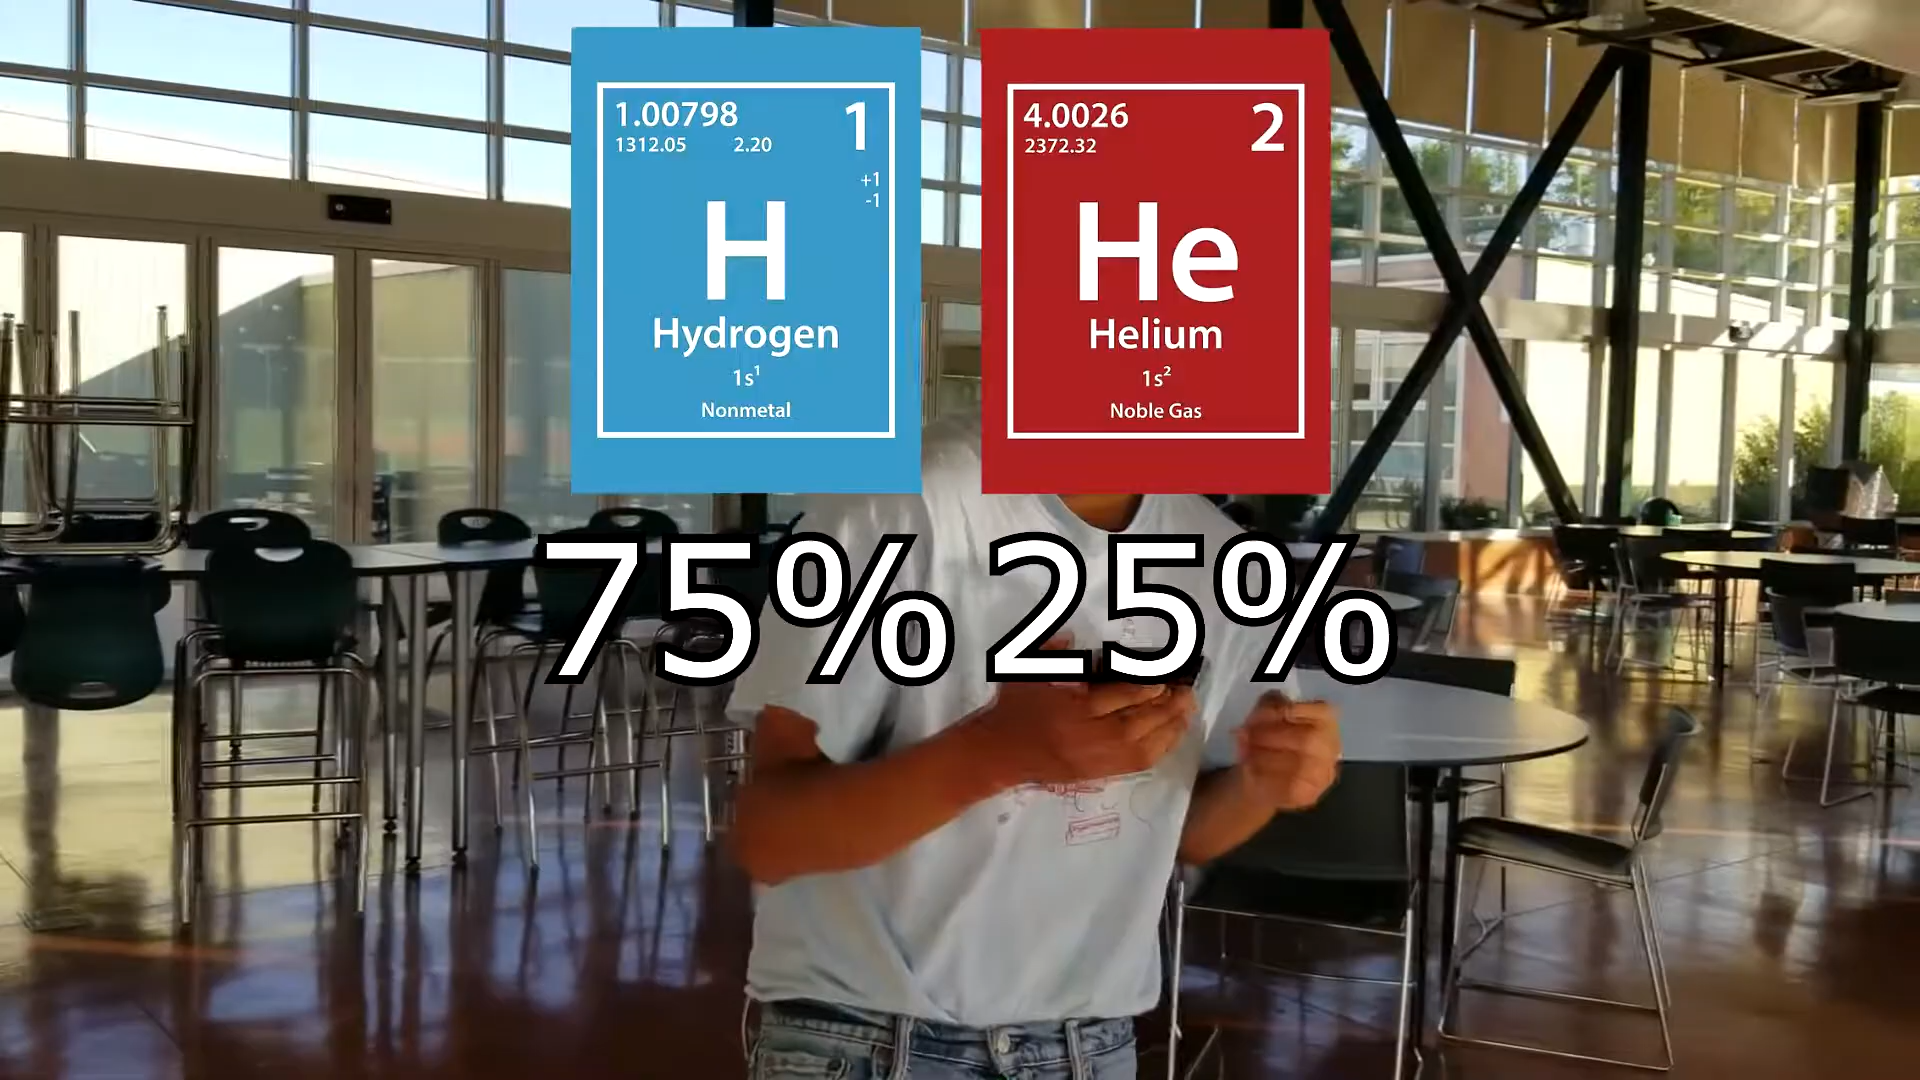 1.00798 1
1312.05 2.20
+1
-1
H
Hydrogen
1s¹
Nonmetal
4.0026 2
2372.32
He
Helium
1s²
Noble Gas
75% 25%